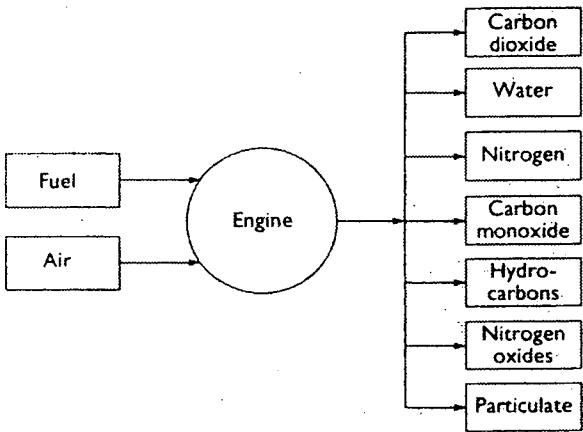 Fuel
Air
Engine
Carbon
dioxide
Water
Nitrogen
Carbon
monoxide
Hydro-
carbons
Nitrogen
oxides
Particulate